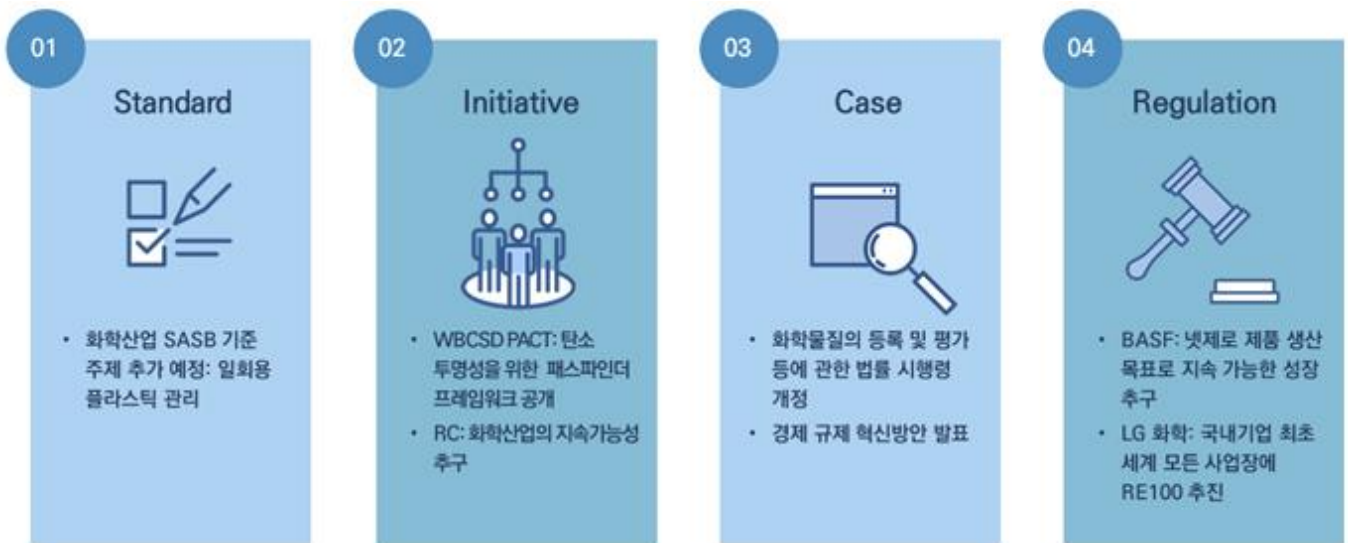 01
Standard
• 화학산업 SASB 기준
주제 추가 예정: 일회용
플라스틱 관리
02
Initiative
• WBCSD PACT: 탄소
투명성을 위한 패스파인더
프레임워크 공개
• RC: 화학산업의 지속가능성
추구
03
Case
• 화학물질의 등록 및 평가
등에 관한 법률 시행령
개정
• 경제 규제 혁신방안 발표
04
Regulation
• BASF: 넷제로 제품 생산
목표로 지속 가능한 성장
추구
• LG 화학: 국내기업 최초
세계 모든 사업장에
RE100 추진